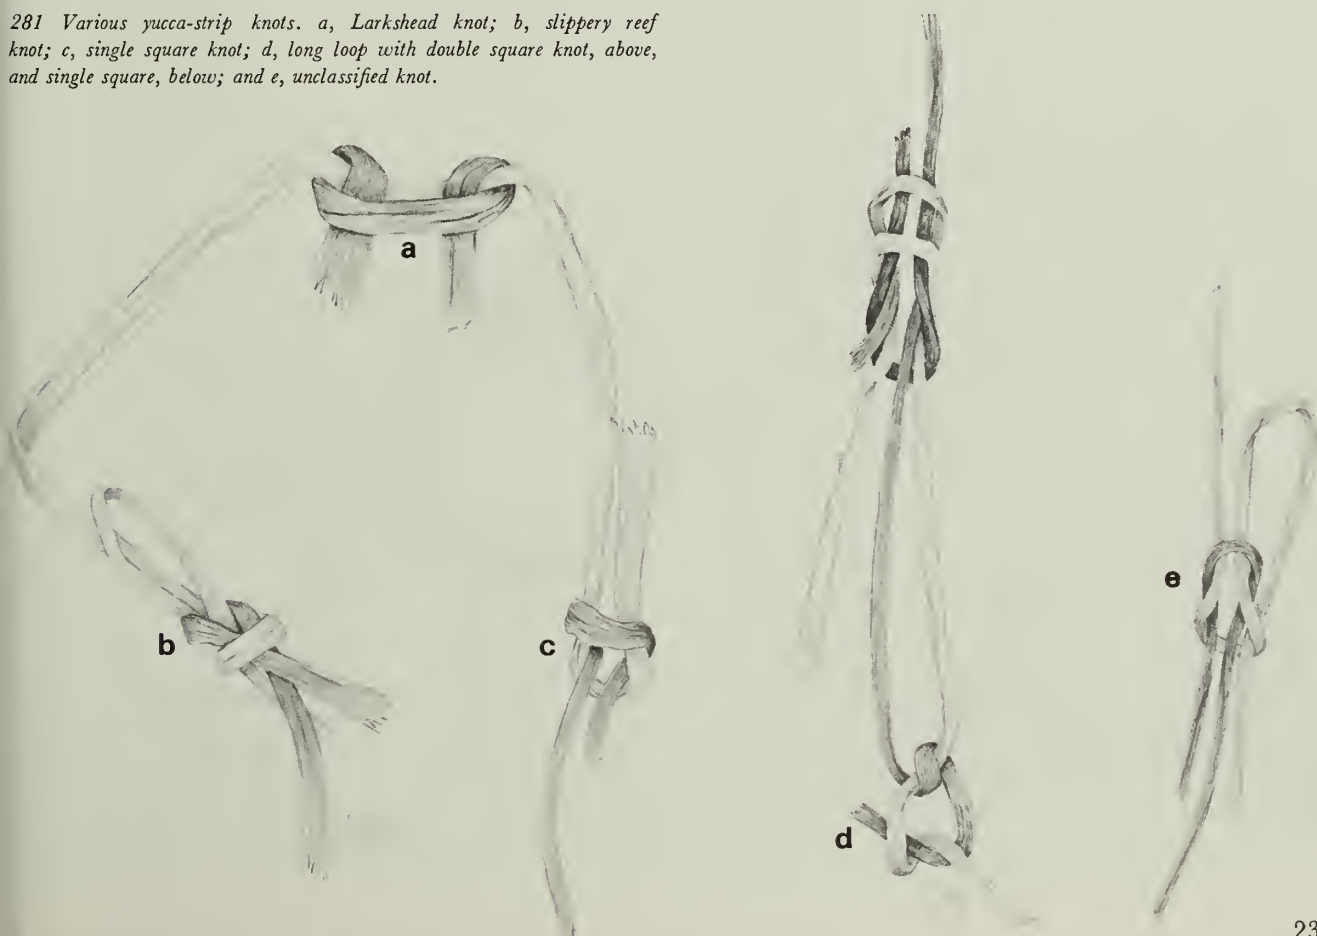 281 Various yucca-strip knots. a, Larkshead knot; b, slippery reef
knot; c, single square knot; d, long loop with double square knot, above,
and single square, below; and e, unclassified knot.
a
b
c
d
e
23